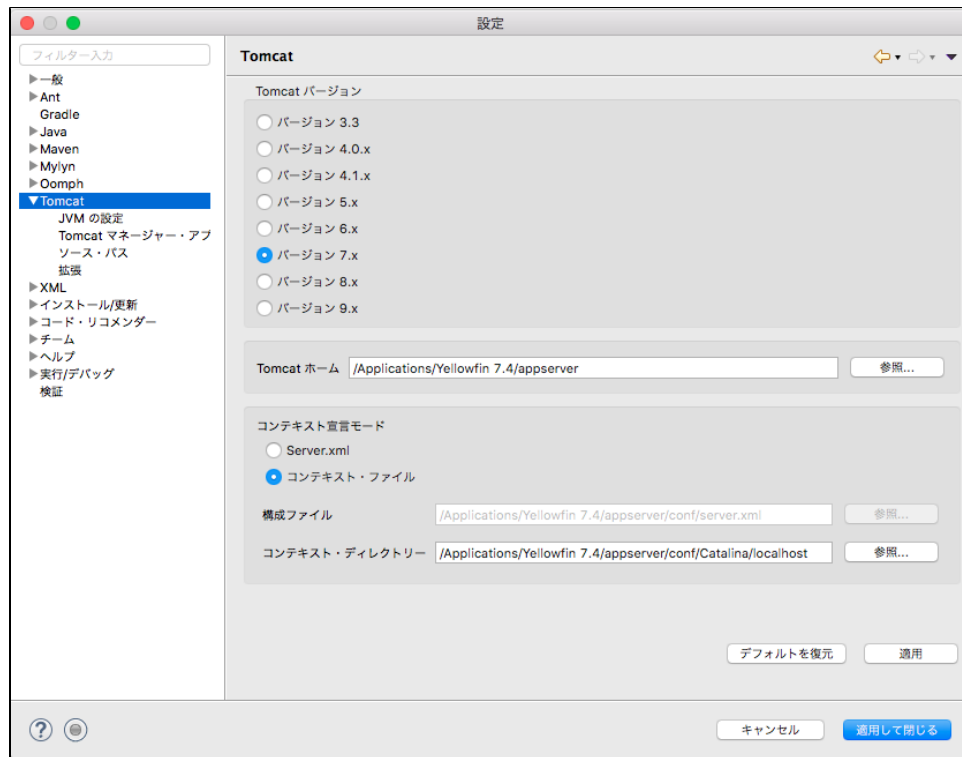 設定
フィルター入力
一般
Ant
Gradle
Java
Maven
Mylyn
Oomph
Tomcat
JVM の設定
Tomcat マネージャー・アプ
ソース・パス
拡張
XML
インストール/更新
コード・リコメンダー
チーム
ヘルプ
実行/デバッグ
検証
Tomcat
Tomcat バージョン
バージョン 3.3
バージョン 4.0.x
バージョン 4.1.x
バージョン 5.x
バージョン 6.x
バージョン 7.x
バージョン 8.x
バージョン 9.x
Tomcat ホーム /Applications/Yellowfin 7.4/appserver 参照...
コンテキスト宣言モード
Server.xml
コンテキスト・ファイル
構成ファイル /Applications/Yellowfin 7.4/appserver/conf/server.xml 参照...
コンテキスト・ディレクトリー /Applications/Yellowfin 7.4/appserver/conf/Catalina/localhost 参照...
デフォルトを復元 適用
? キャンセル 適用して閉じる